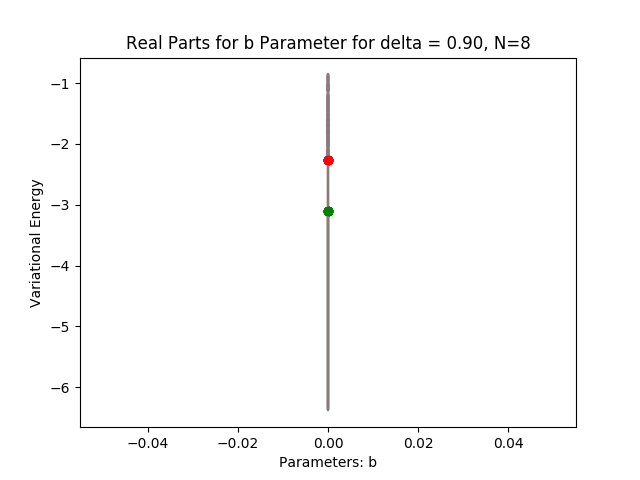 Real Parts for b Parameter for delta = 0.90, N=8
Variational Energy
−1
−2
−3
−4
−5
−6
−0.04 −0.02 0.00 0.02 0.04
Parameters: b